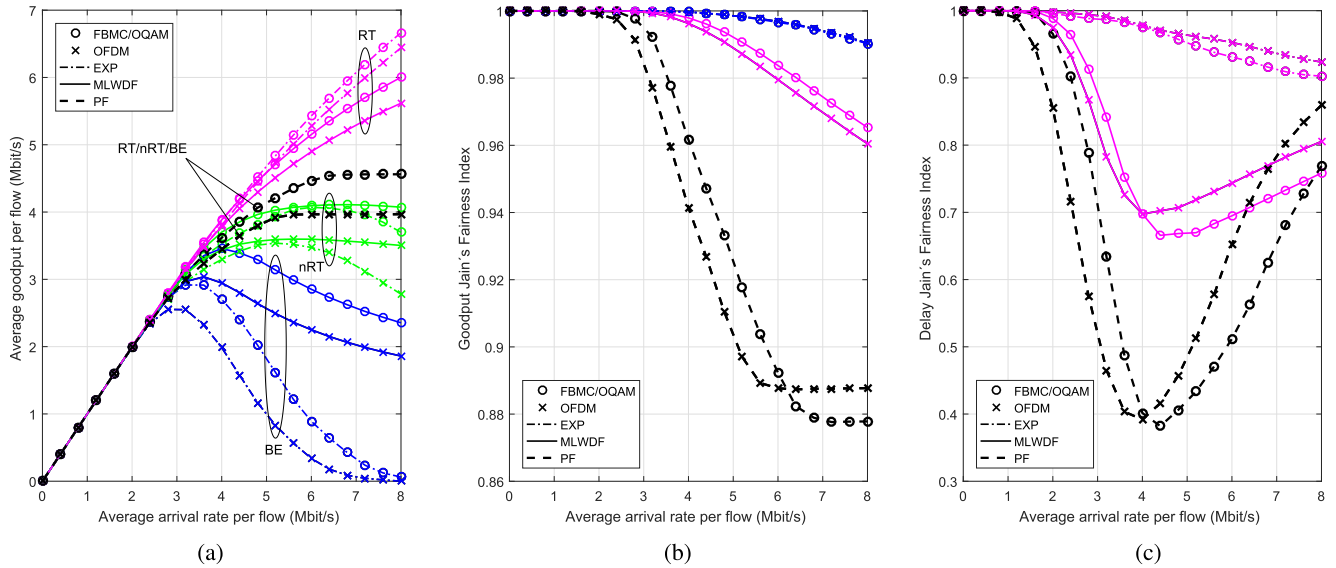 7
6
5
4
3
2
1
0
Average goodput per flow (Mbit/s)
FBMC/OQAM
OFDM
EXP
MLWDF
PF
RT
RT/nRT/BE
nRT
BE
0 1 2 3 4 5 6 7 8
Average arrival rate per flow (Mbit/s)
(a)
1
0.98
0.96
0.94
0.92
0.9
0.88
0.86
Goodput Jain´s Fairness Index
FBMC/OQAM
OFDM
EXP
MLWDF
PF
0 1 2 3 4 5 6 7 8
Average arrival rate per flow (Mbit/s)
(b)
1
0.9
0.8
0.7
0.6
0.5
0.4
0.3
Delay Jain´s Fairness Index
FBMC/OQAM
OFDM
EXP
MLWDF
PF
0 1 2 3 4 5 6 7 8
Average arrival rate per flow (Mbit/s)
(c)